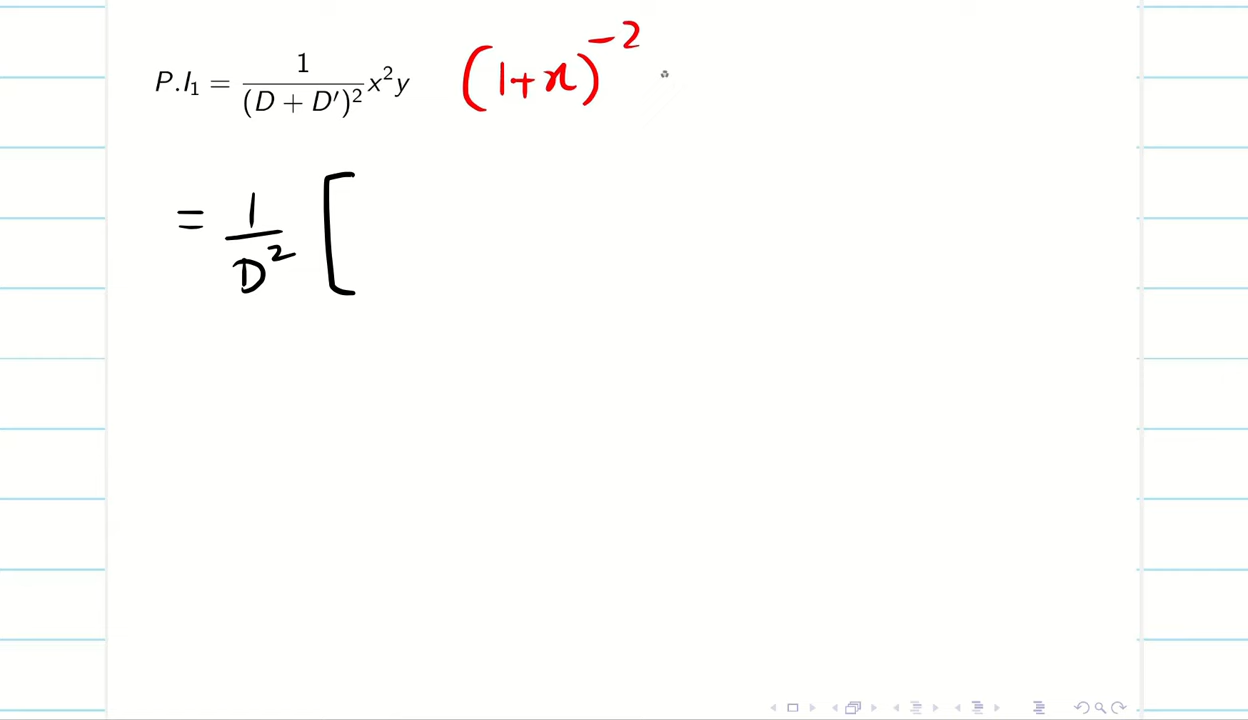 P.I₁ = 1/(D + D′)² x²y (1+x)⁻²
= 1/D² [